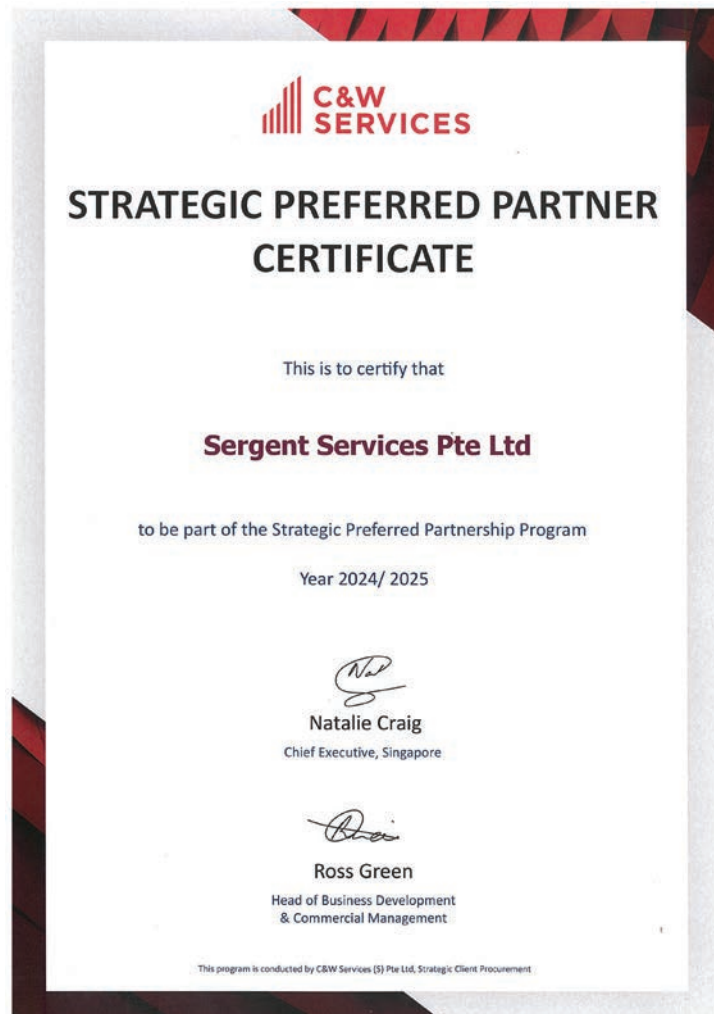 C&W
SERVICES
STRATEGIC PREFERRED PARTNER
CERTIFICATE
This is to certify that
Sergent Services Pte Ltd
to be part of the Strategic Preferred Partnership Program
Year 2024/ 2025
Natalie Craig
Chief Executive, Singapore
Ross Green
Head of Business Development
& Commercial Management
This program is conducted by C&W Services (S) Pte Ltd, Strategic Client Procurement